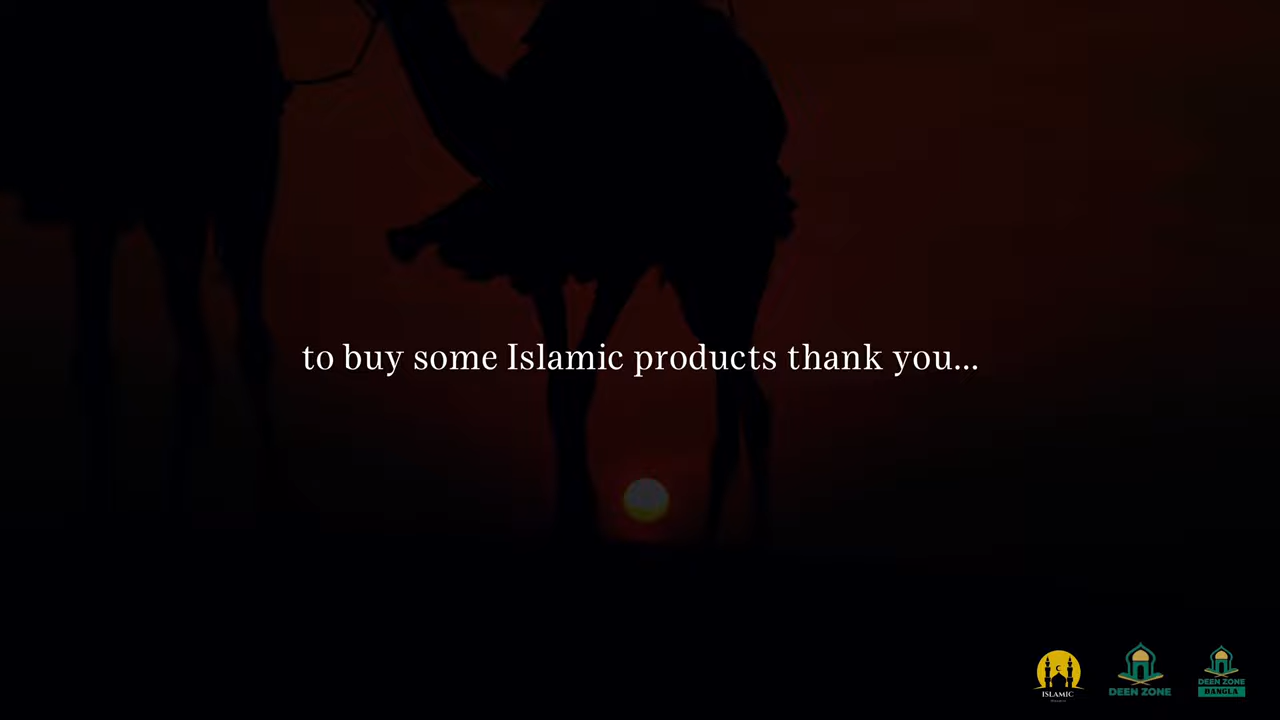 to buy some Islamic products thank you...
ISLAMIC
DEEN ZONE
DEEN ZONE
BANGLA